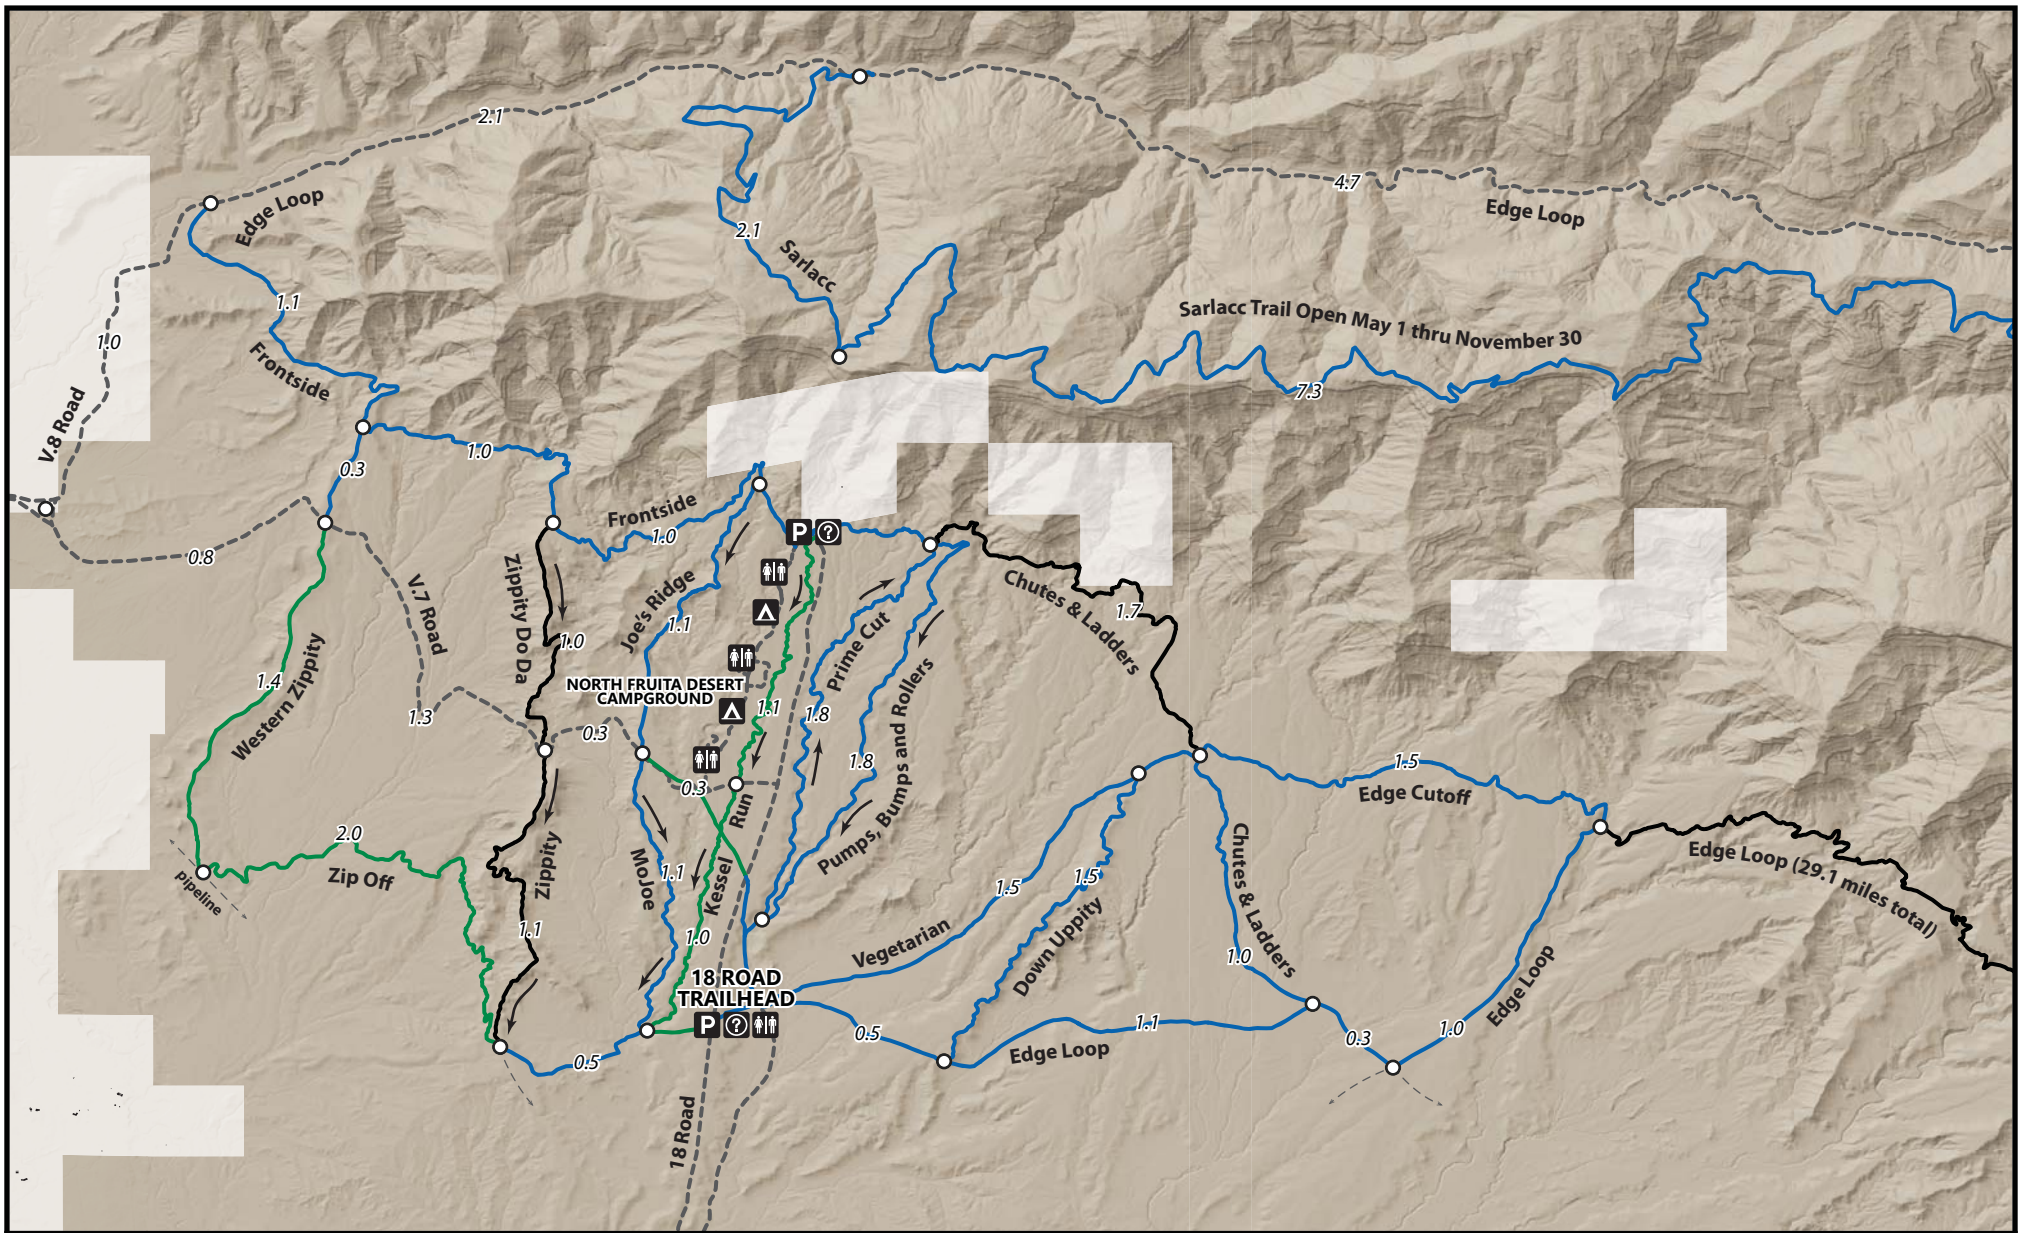 2.1
4.7
Edge Loop
Edge Loop
2.1
Sarlacc
1.1
Sarlacc Trail Open May 1 thru November 30
1.0
Frontside
7.3
V.8 Road
0.3
1.0
Frontside
1.0
P ?
0.8
V.7 Road
Zippity Do Da
1.0
Joe's Ridge
1.1
Prime Cut
Chutes & Ladders
1.7
1.4
Western Zippity
NORTH FRUITA DESERT
CAMPGROUND
1.3
0.3
1.1
1.8
1.8
Pumps, Bumps and Rollers
0.3
Run
1.5
Edge Cutoff
2.0
Zip Off
pipeline
Zippity
MoJoe
1.1
Kessel
1.5
1.5
Chutes & Ladders
Edge Loop (29.1 miles total)
1.1
1.0
Vegetarian
Down Uppity
1.0
Edge Loop
18 ROAD
TRAILHEAD
P ?
0.5
0.5
Edge Loop
1.1
0.3
1.0
18 Road